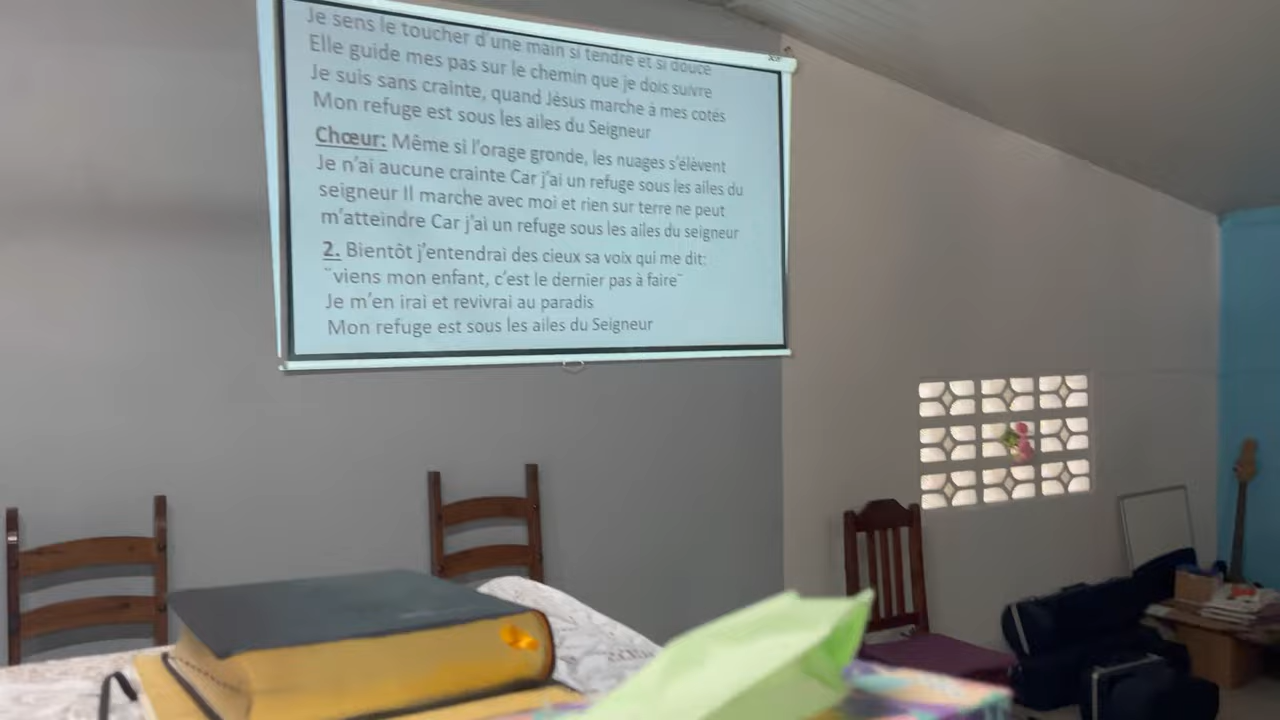 Je sens le toucher d'une main si tendre et si douce
Elle guide mes pas sur le chemin que je dois suivre
Je suis sans crainte, quand Jésus marche à mes cotés
Mon refuge est sous les ailes du Seigneur
Chœur: Même si l'orage gronde, les nuages s'élèvent
Je n'ai aucune crainte Car j'ai un refuge sous les ailes du
seigneur Il marche avec moi et rien sur terre ne peut
m'atteindre Car j'ai un refuge sous les ailes du seigneur
2. Bientôt j'entendrai des cieux sa voix qui me dit:
¨viens mon enfant, c'est le dernier pas à faire¨
Je m'en irai et revivrai au paradis
Mon refuge est sous les ailes du Seigneur